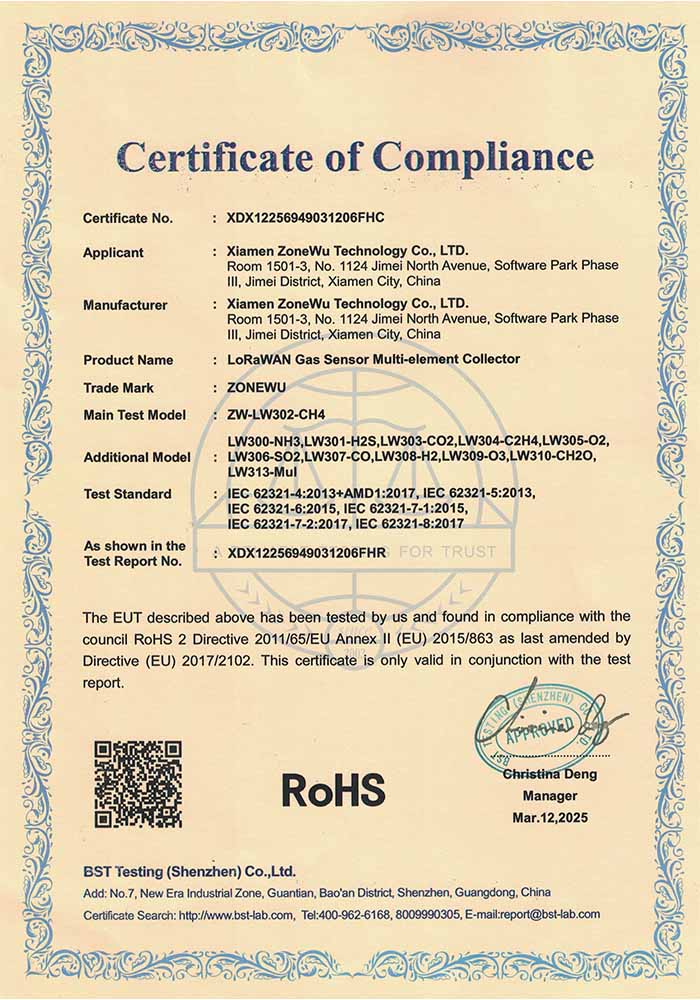 Certificate of Compliance
Certificate No. : XDX12256949031206FHC
Applicant : Xiamen ZoneWu Technology Co., LTD.
Room 1501-3, No. 1124 Jimei North Avenue, Software Park Phase
III, Jimei District, Xiamen City, China
Manufacturer : Xiamen ZoneWu Technology Co., LTD.
Room 1501-3, No. 1124 Jimei North Avenue, Software Park Phase
III, Jimei District, Xiamen City, China
Product Name : LoRaWAN Gas Sensor Multi-element Collector
Trade Mark : ZONEWU
Main Test Model : ZW-LW302-CH4
LW300-NH3,LW301-H2S,LW303-CO2,LW304-C2H4,LW305-O2,
Additional Model : LW306-SO2,LW307-CO,LW308-H2,LW309-O3,LW310-CH2O,
LW313-Mul
Test Standard : IEC 62321-4:2013+AMD1:2017, IEC 62321-5:2013,
IEC 62321-6:2015, IEC 62321-7-1:2015,
IEC 62321-7-2:2017, IEC 62321-8:2017
As shown in the
Test Report No. : XDX12256949031206FHR
FOR TRUST
The EUT described above has been tested by us and found in compliance with the
council RoHS 2 Directive 2011/65/EU Annex II (EU) 2015/863 as last amended by
Directive (EU) 2017/2102. This certificate is only valid in conjunction with the test
report.
2003
BST TESTING (SHENZHEN) CO.,LTD.
APPROVED
Christina Deng
Manager
Mar.12,2025
RoHS
BST Testing (Shenzhen) Co.,Ltd.
Add: No.7, New Era Industrial Zone, Guantian, Bao'an District, Shenzhen, Guangdong, China
Certificate Search: http://www.bst-lab.com, Tel:400-962-6168, 8009990305, E-mail:report@bst-lab.com